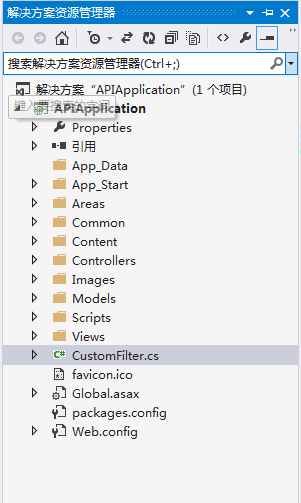 解决方案资源管理器
搜索解决方案资源管理器(Ctrl+;)
解决方案 “APIApplication” (1 个项目)
APIApplication
Properties
引用
App_Data
App_Start
Areas
Common
Content
Controllers
Images
Models
Scripts
Views
CustomFilter.cs
favicon.ico
Global.asax
packages.config
Web.config